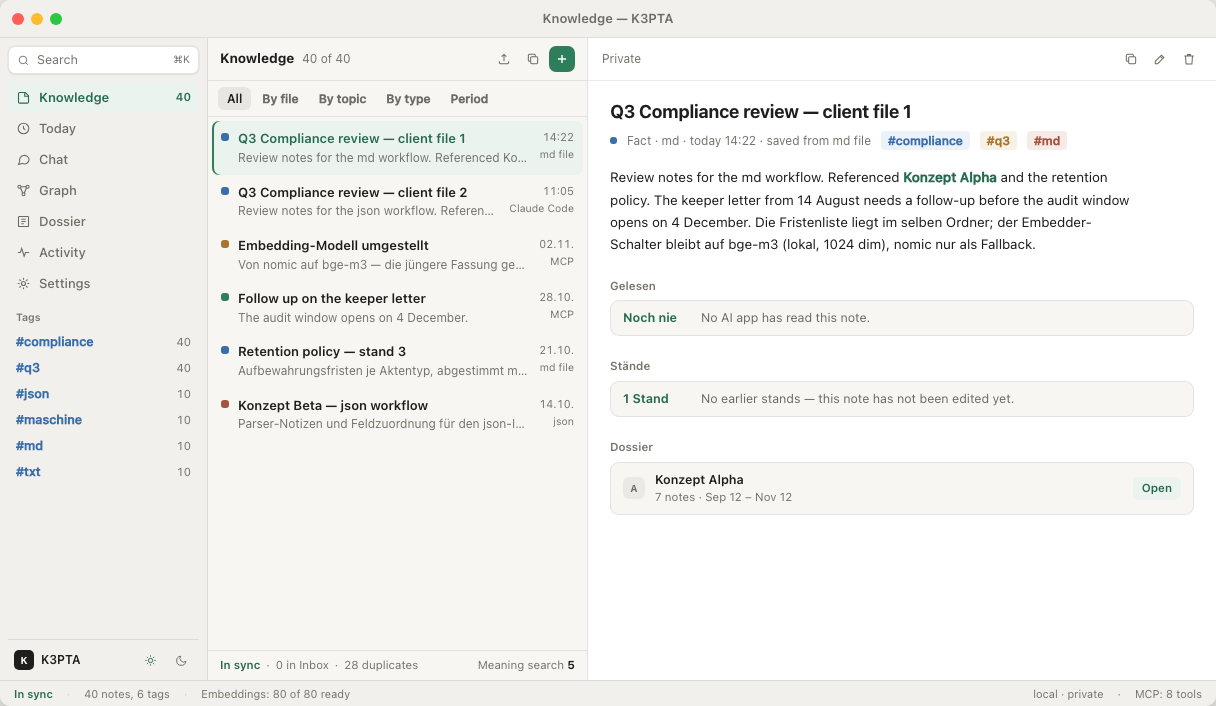 Knowledge — K3PTA
Search ⌘K
Knowledge 40
Today
Chat
Graph
Dossier
Activity
Settings
Tags
#compliance 40
#q3 40
#json 10
#maschine 10
#md 10
#txt 10
K K3PTA
Knowledge 40 of 40
+
All By file By topic By type Period
Q3 Compliance review — client file 1 14:22
Review notes for the md workflow. Referenced Ko... md file
Q3 Compliance review — client file 2 11:05
Review notes for the json workflow. Referen... Claude Code
Embedding-Modell umgestellt 02.11.
Von nomic auf bge-m3 — die jüngere Fassung ge... MCP
Follow up on the keeper letter 28.10.
The audit window opens on 4 December. MCP
Retention policy — stand 3 21.10.
Aufbewahrungsfristen je Aktentyp, abgestimmt m... md file
Konzept Beta — json workflow 14.10.
Parser-Notizen und Feldzuordnung für den json-I... json
In sync · 0 in Inbox · 28 duplicates Meaning search 5
Private
Q3 Compliance review — client file 1
Fact · md · today 14:22 · saved from md file #compliance #q3 #md
Review notes for the md workflow. Referenced Konzept Alpha and the retention
policy. The keeper letter from 14 August needs a follow-up before the audit window
opens on 4 December. Die Fristenliste liegt im selben Ordner; der Embedder-
Schalter bleibt auf bge-m3 (lokal, 1024 dim), nomic nur als Fallback.
Gelesen
Noch nie No AI app has read this note.
Stände
1 Stand No earlier stands — this note has not been edited yet.
Dossier
A Konzept Alpha
7 notes · Sep 12 – Nov 12
Open
In sync · 40 notes, 6 tags · Embeddings: 80 of 80 ready local · private · MCP: 8 tools